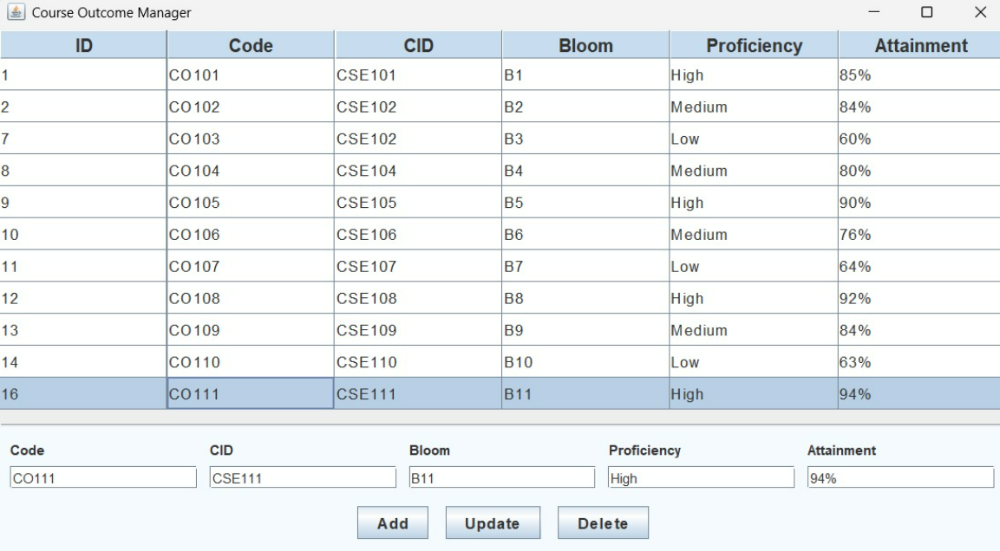 Course Outcome Manager
ID Code CID Bloom Proficiency Attainment
1 CO101 CSE101 B1 High 85%
2 CO102 CSE102 B2 Medium 84%
7 CO103 CSE102 B3 Low 60%
8 CO104 CSE104 B4 Medium 80%
9 CO105 CSE105 B5 High 90%
10 CO106 CSE106 B6 Medium 76%
11 CO107 CSE107 B7 Low 64%
12 CO108 CSE108 B8 High 92%
13 CO109 CSE109 B9 Medium 84%
14 CO110 CSE110 B10 Low 63%
16 CO111 CSE111 B11 High 94%
Code CID Bloom Proficiency Attainment
CO111 CSE111 B11 High 94%
Add Update Delete